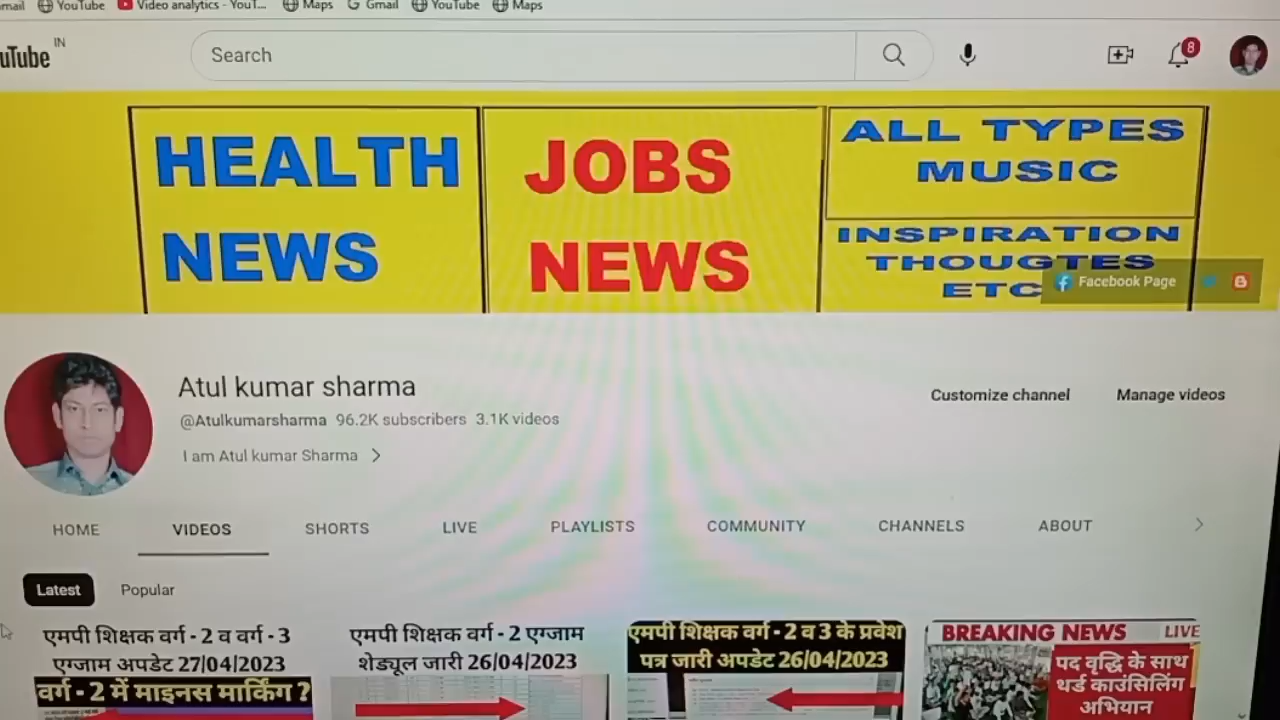 mail YouTube Video analytics - YouT... Maps Gmail YouTube Maps
uTube IN
Search
8
HEALTH
NEWS
JOBS
NEWS
ALL TYPES
MUSIC
INSPIRATION
THOUGTES
ETC
Facebook Page
Atul kumar sharma
@Atulkumarsharma 96.2K subscribers 3.1K videos
I am Atul kumar Sharma
Customize channel Manage videos
HOME VIDEOS SHORTS LIVE PLAYLISTS COMMUNITY CHANNELS ABOUT
Latest Popular
एमपी शिक्षक वर्ग - 2 व वर्ग - 3
एग्जाम अपडेट 27/04/2023
वर्ग - 2 में माइनस मार्किंग ?
एमपी शिक्षक वर्ग - 2 एग्जाम
शेड्यूल जारी 26/04/2023
एमपी शिक्षक वर्ग - 2 व 3 के प्रवेश
पत्र जारी अपडेट 26/04/2023
BREAKING NEWS LIVE
पद वृद्धि के साथ
थर्ड काउंसिलिंग
अभियान